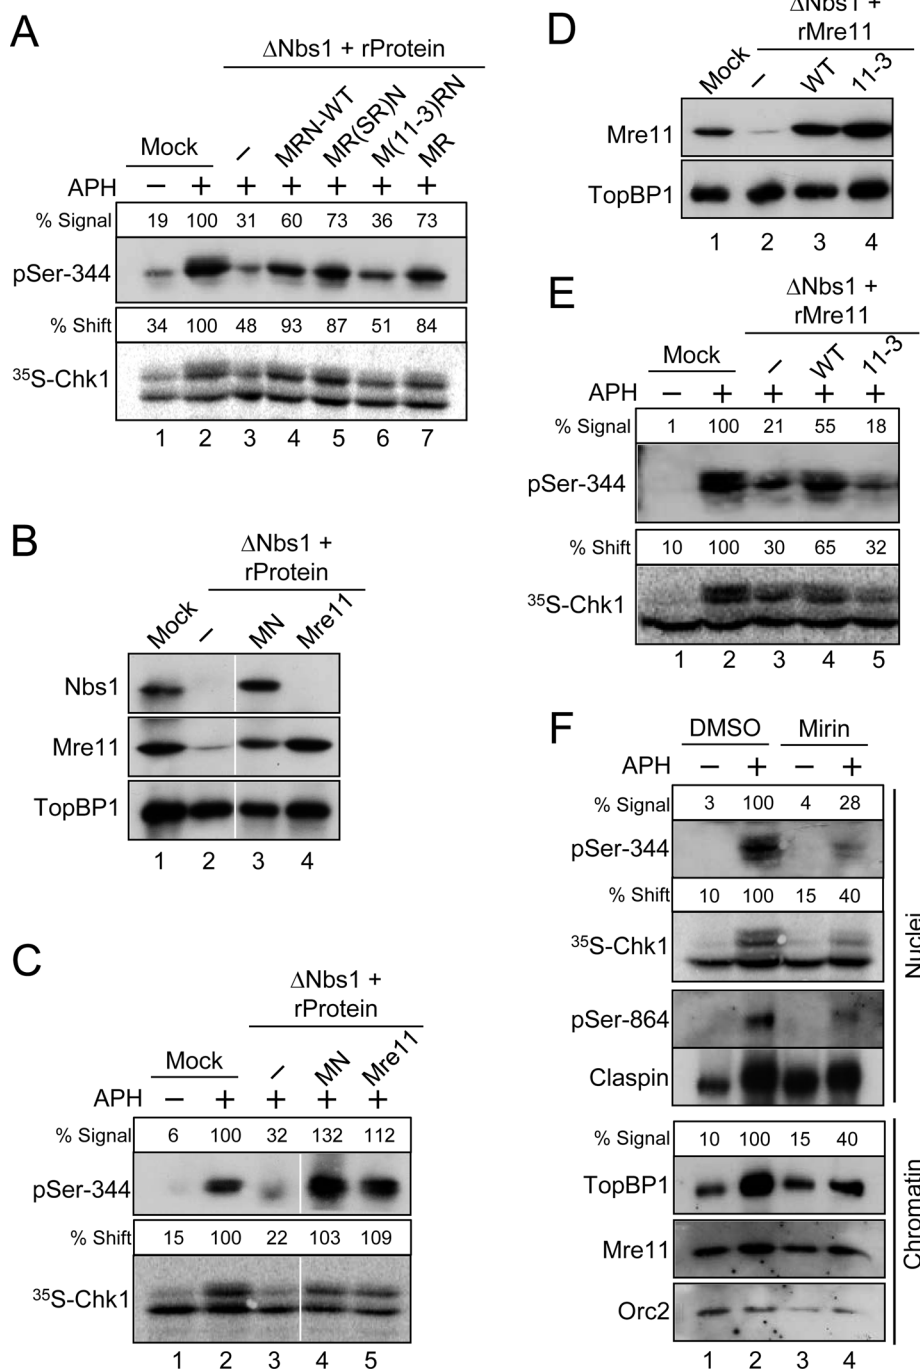 A
ΔNbs1 + rProtein
Mock
–
MRN-WT
MR(SR)N
M(11-3)RN
MR
APH – + + + + + +
% Signal 19 100 31 60 73 36 73
pSer-344
% Shift 34 100 48 93 87 51 84
35S-Chk1
1 2 3 4 5 6 7
B
ΔNbs1 +
rProtein
Mock – MN Mre11
Nbs1
Mre11
TopBP1
1 2 3 4
C
ΔNbs1 +
rProtein
Mock – MN Mre11
APH – + + + +
% Signal 6 100 32 132 112
pSer-344
% Shift 15 100 22 103 109
35S-Chk1
1 2 3 4 5
D
ΔNbs1 +
rMre11
Mock – WT 11-3
Mre11
TopBP1
1 2 3 4
E
ΔNbs1 +
rMre11
Mock – WT 11-3
APH – + + + +
% Signal 1 100 21 55 18
pSer-344
% Shift 10 100 30 65 32
35S-Chk1
1 2 3 4 5
F
DMSO Mirin
APH – + – +
% Signal 3 100 4 28
pSer-344
% Shift 10 100 15 40
35S-Chk1
pSer-864
Claspin
Nuclei
% Signal 10 100 15 40
TopBP1
Mre11
Orc2
Chromatin
1 2 3 4